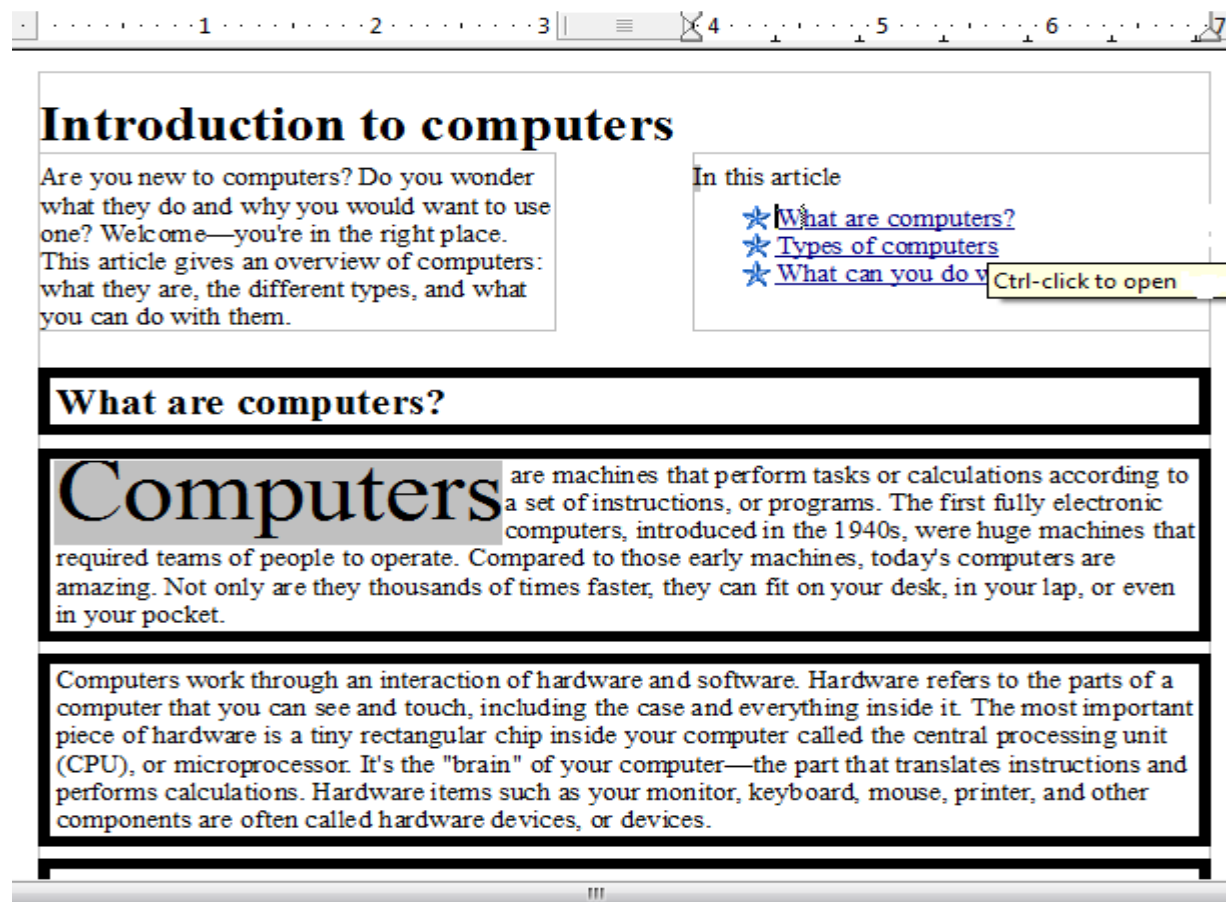 1 2 3 4 5 6 7
Introduction to computers
Are you new to computers? Do you wonder
what they do and why you would want to use
one? Welcome—you're in the right place.
This article gives an overview of computers:
what they are, the different types, and what
you can do with them.
In this article
What are computers?
Types of computers
What can you do
Ctrl-click to open
What are computers?
Computers are machines that perform tasks or calculations according to
a set of instructions, or programs. The first fully electronic
computers, introduced in the 1940s, were huge machines that
required teams of people to operate. Compared to those early machines, today's computers are
amazing. Not only are they thousands of times faster, they can fit on your desk, in your lap, or even
in your pocket.
Computers work through an interaction of hardware and software. Hardware refers to the parts of a
computer that you can see and touch, including the case and everything inside it. The most important
piece of hardware is a tiny rectangular chip inside your computer called the central processing unit
(CPU), or microprocessor. It's the "brain" of your computer—the part that translates instructions and
performs calculations. Hardware items such as your monitor, keyboard, mouse, printer, and other
components are often called hardware devices, or devices.